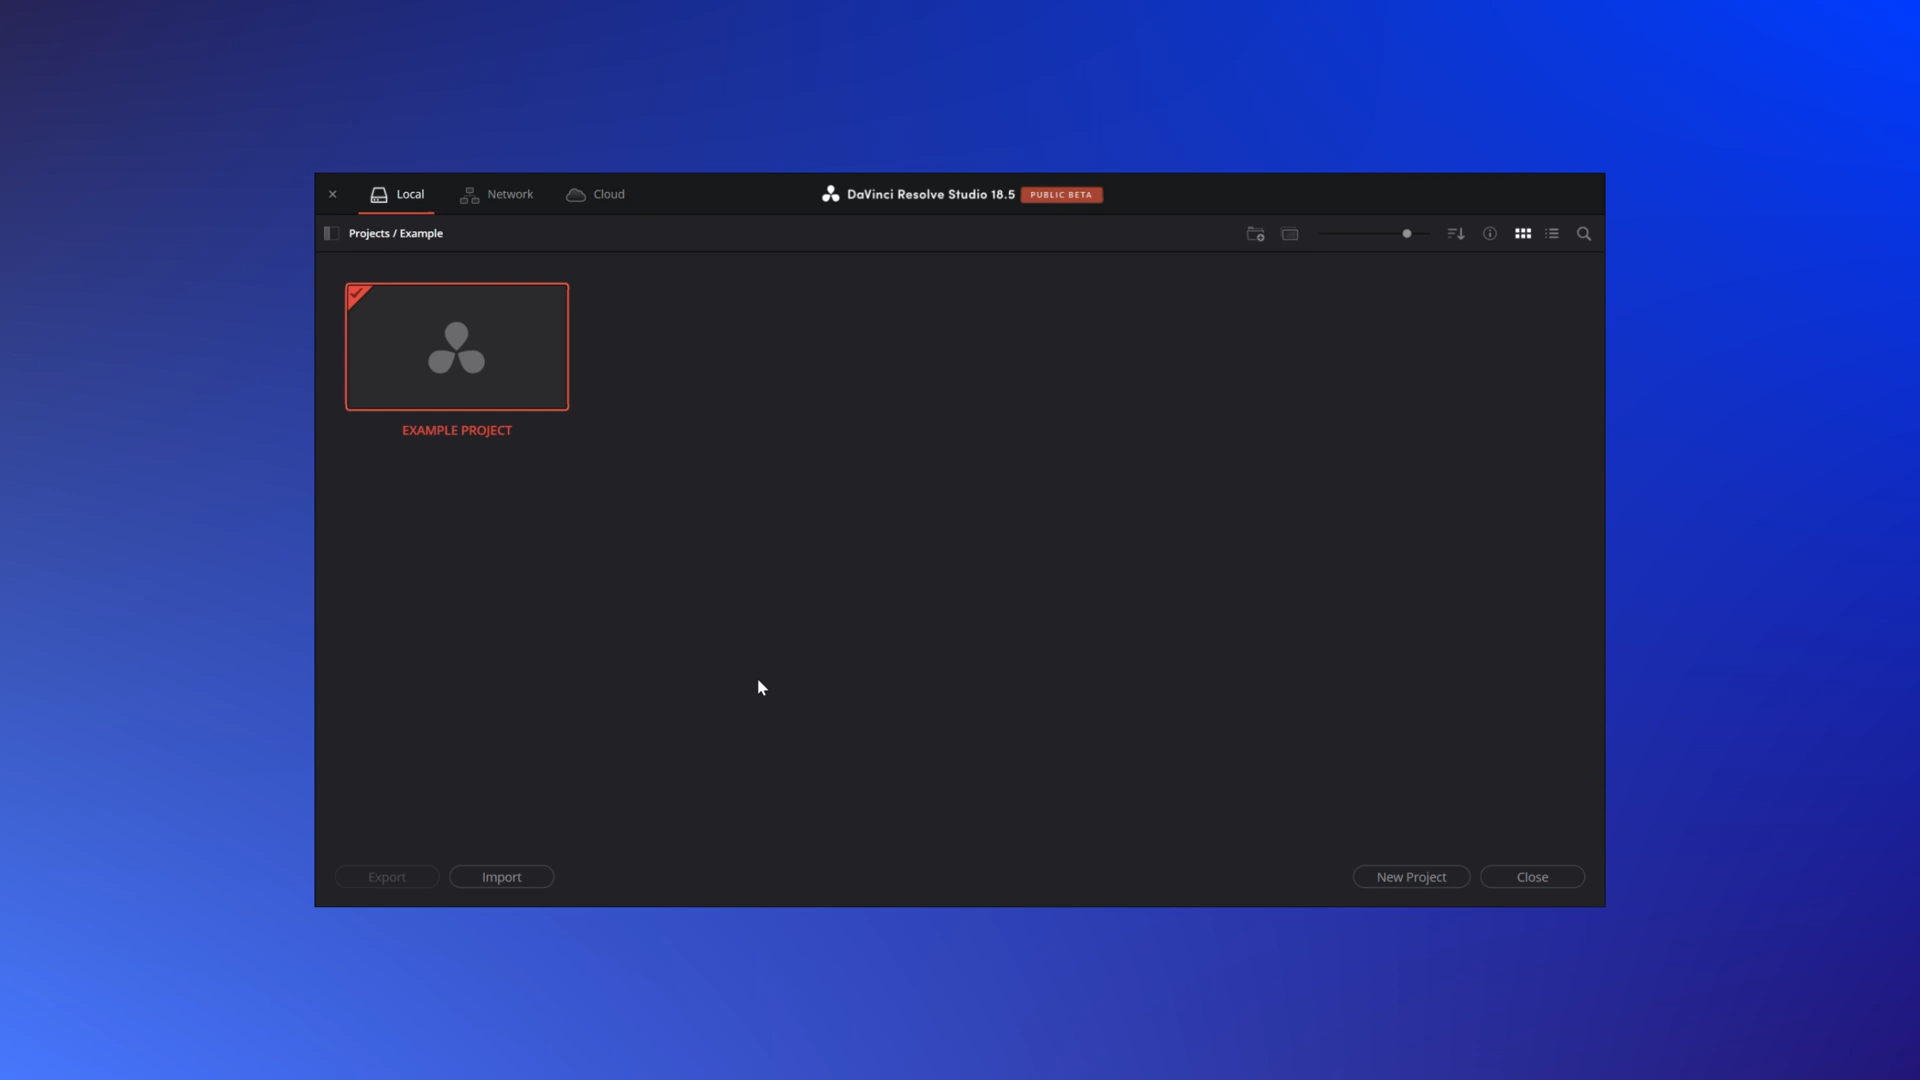 Local
Network
Cloud
DaVinci Resolve Studio 18.5 PUBLIC BETA
Projects / Example
EXAMPLE PROJECT
Export
Import
New Project
Close